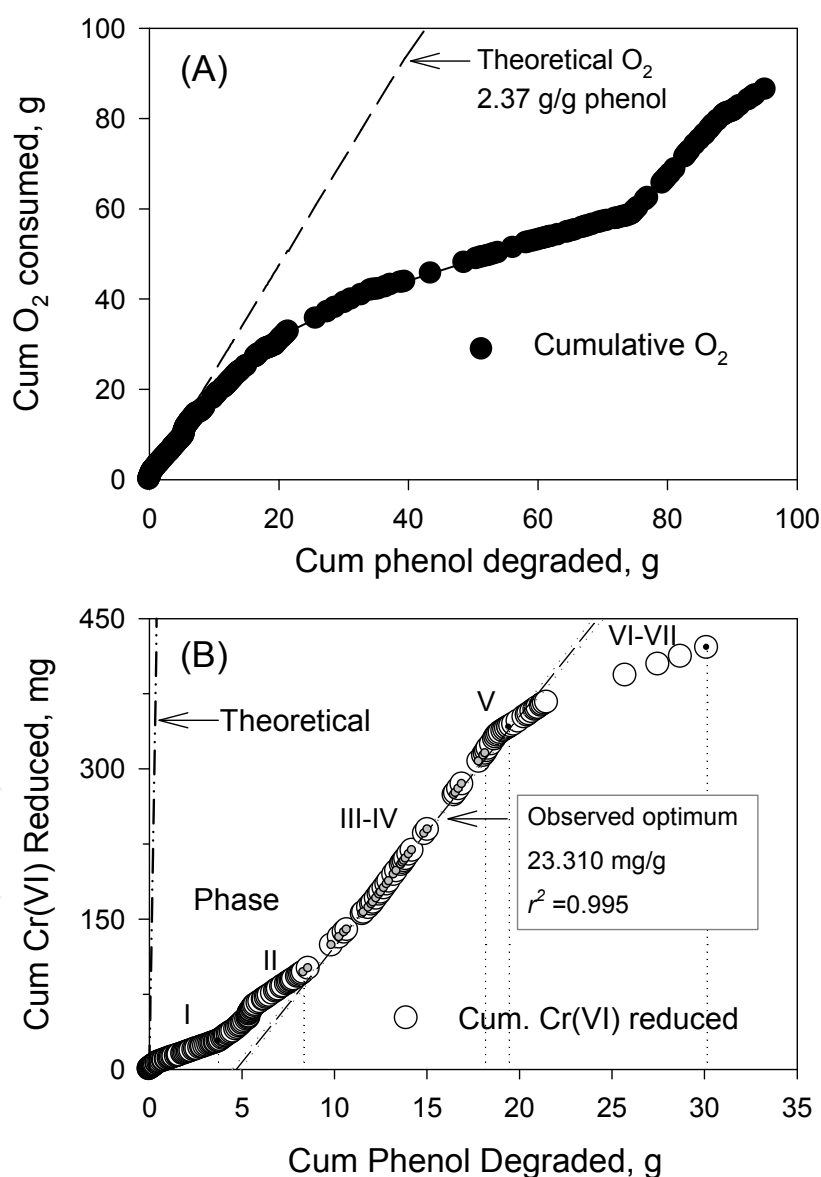 (A)
Theoretical O₂
2.37 g/g phenol
Cumulative O₂
Cum O₂ consumed, g
100
80
60
40
20
0
0 20 40 60 80 100
Cum phenol degraded, g
(B)
VI-VII
Theoretical
V
III-IV
Observed optimum
23.310 mg/g
r² =0.995
Phase
II
I
Cum. Cr(VI) reduced
Cum Cr(VI) Reduced, mg
450
300
150
0
0 5 10 15 20 25 30 35
Cum Phenol Degraded, g